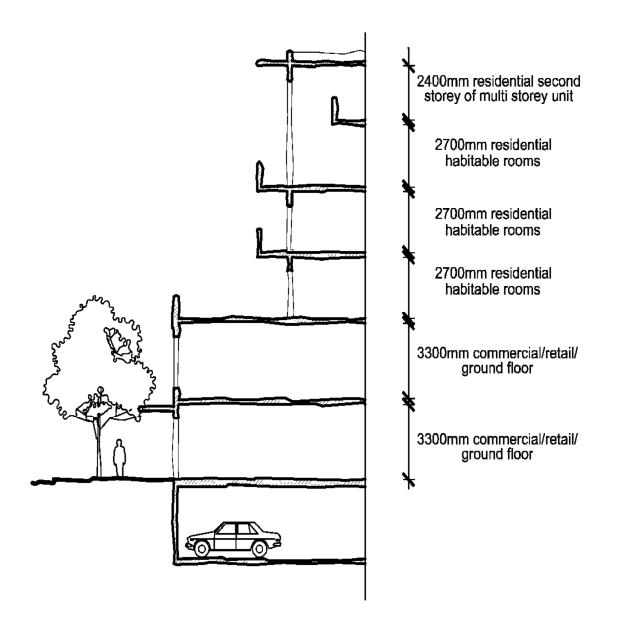 2400mm residential second
storey of multi storey unit
2700mm residential
habitable rooms
2700mm residential
habitable rooms
2700mm residential
habitable rooms
3300mm commercial/retail/
ground floor
3300mm commercial/retail/
ground floor